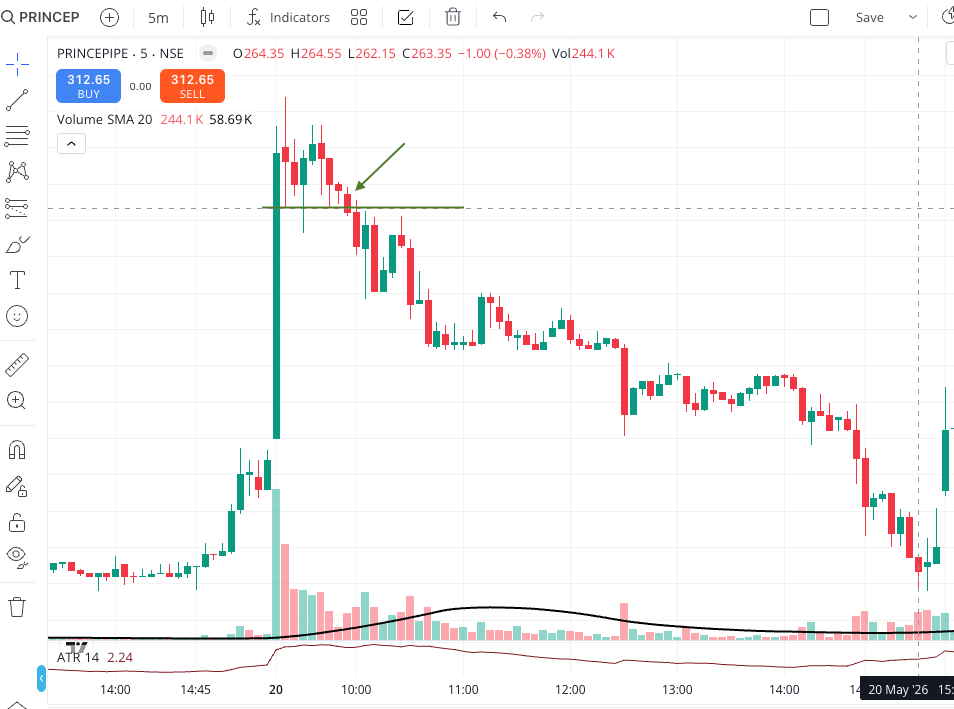 PRINCEP
5m
Indicators
Save
PRINCEPIPE · 5 · NSE
O264.35 H264.55 L262.15 C263.35 −1.00 (−0.38%) Vol244.1 K
312.65
BUY
0.00
312.65
SELL
Volume SMA 20 244.1 K 58.69 K
ATR 14 2.24
14:00
14:45
20
10:00
11:00
12:00
13:00
14:00
20 May '26 15: